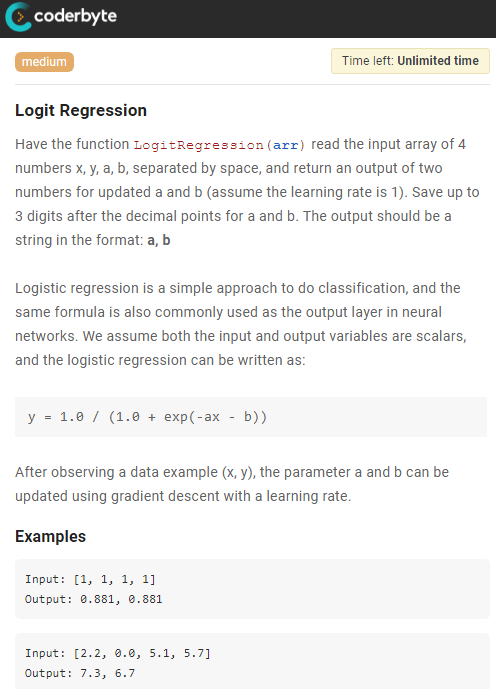 coderbyte
medium
Time left: Unlimited time
Logit Regression
Have the function LogitRegression(arr) read the input array of 4
numbers x, y, a, b, separated by space, and return an output of two
numbers for updated a and b (assume the learning rate is 1). Save up to
3 digits after the decimal points for a and b. The output should be a
string in the format: a, b
Logistic regression is a simple approach to do classification, and the
same formula is also commonly used as the output layer in neural
networks. We assume both the input and output variables are scalars,
and the logistic regression can be written as:
y = 1.0 / (1.0 + exp(-ax - b))
After observing a data example (x, y), the parameter a and b can be
updated using gradient descent with a learning rate.
Examples
Input: [1, 1, 1, 1]
Output: 0.881, 0.881
Input: [2.2, 0.0, 5.1, 5.7]
Output: 7.3, 6.7